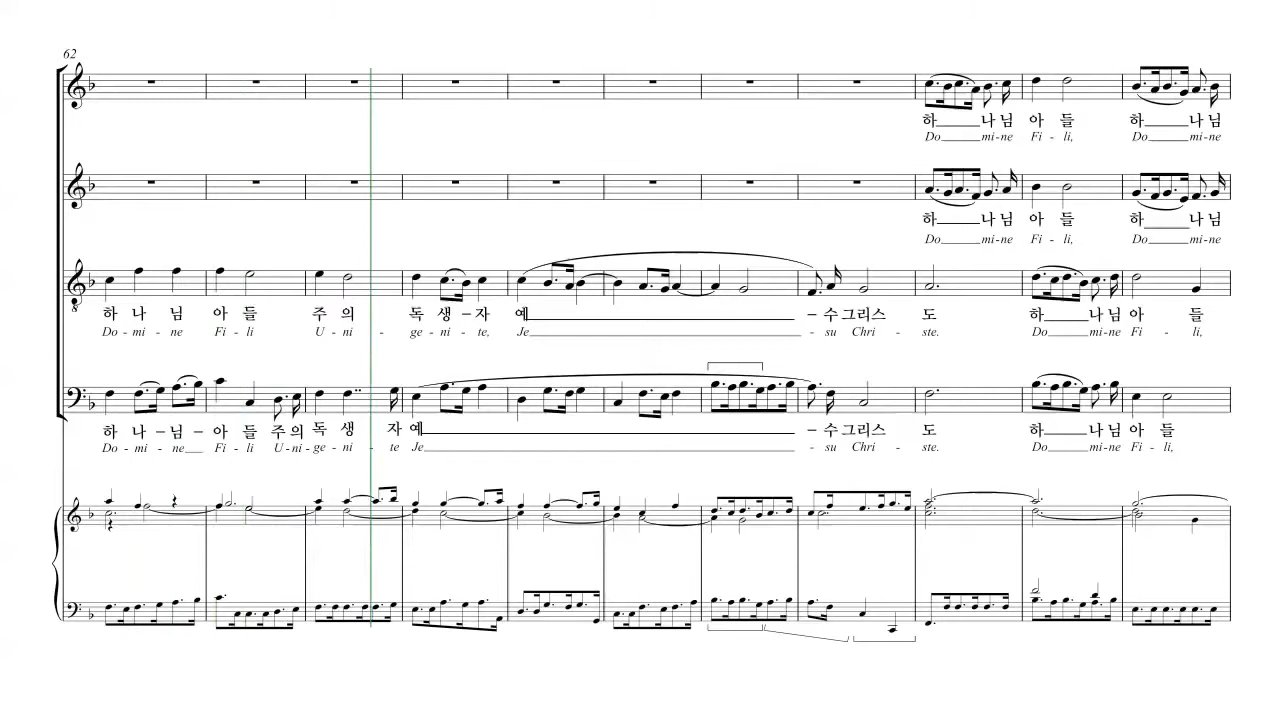 62
하 나 님 아 들 하 나 님
Do mi - ne Fi - li, Do mi-ne
하 나 님 아 들 하 나 님
Do mi - ne Fi - li, Do mi-ne
하 나 님 아 들 주 의 독 생 – 자 예 – 수 그리스 도 하 나 님 아 들
Do - mi - ne Fi - li U - ni - ge - ni - te, Je - su Chri - ste. Do mi - ne Fi - li,
하 나 – 님 – 아 들 주 의 독 생 자 예 – 수 그리스 도 하 나 님 아 들
Do - mi - ne Fi - li U - ni - ge - ni - te Je - su Chri - ste. Do mi-ne Fi - li,